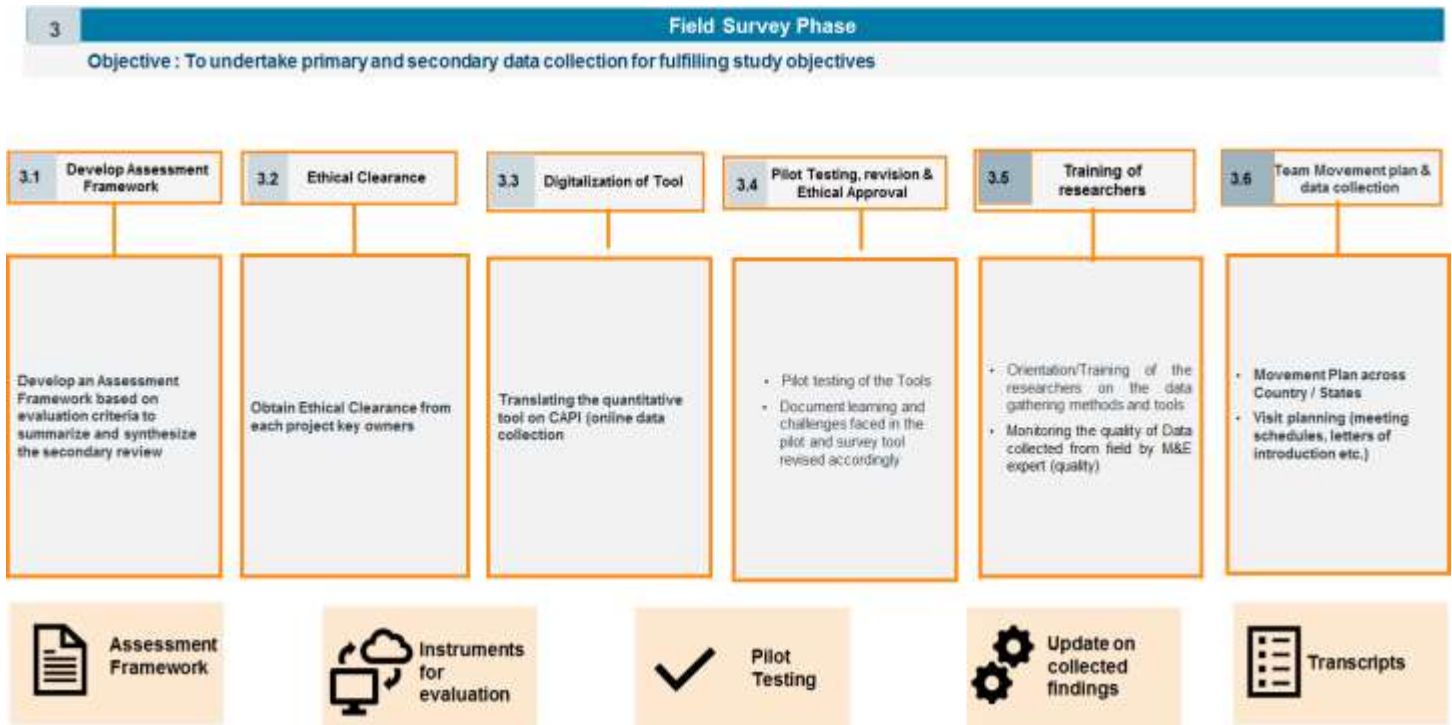 3
Field Survey Phase
Objective : To undertake primary and secondary data collection for fulfilling study objectives
3.1
Develop Assessment
Framework
3.2
Ethical Clearance
3.3
Digitalization of Tool
3.4
Pilot Testing, revision &
Ethical Approval
3.5
Training of
researchers
3.6
Team Movement plan &
data collection
Develop an Assessment
Framework based on
evaluation criteria to
summarize and synthesize
the secondary review
Obtain Ethical Clearance from
each project key owners
Translating the quantitative
tool on CAPI (online data
collection
• Pilot testing of the Tools
• Document learning and
challenges faced in the
pilot and survey tool
revised accordingly
• Orientation/Training of the
researchers on the data
gathering methods and tools
• Monitoring the quality of Data
collected from field by M&E
expert (quality)
• Movement Plan across
Country / States
• Visit planning (meeting
schedules, letters of
introduction etc.)
Assessment
Framework
Instruments
for
evaluation
Pilot
Testing
Update on
collected
findings
Transcripts